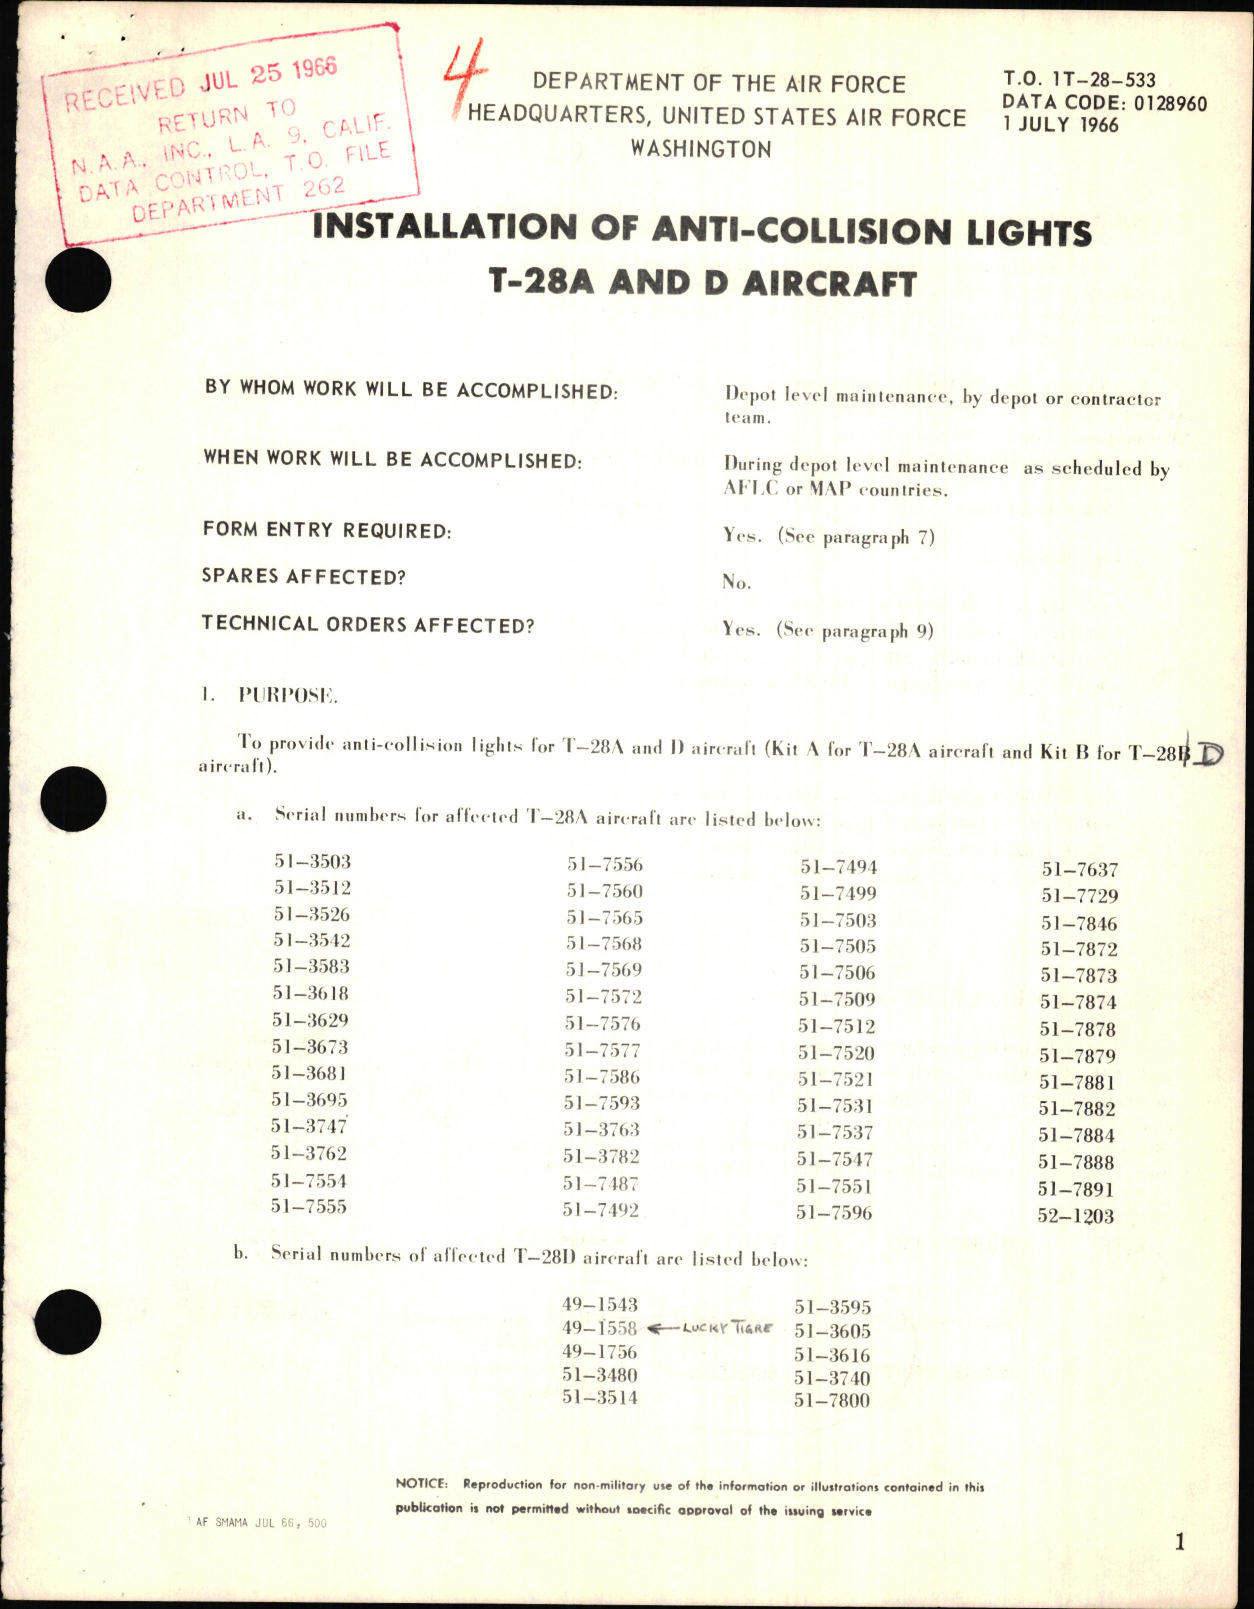 RECEIVED JUL 25 1966
RETURN TO
N.A.A., INC., L.A. 9, CALIF.
DATA CONTROL, T.O. FILE
DEPARTMENT 262
4
DEPARTMENT OF THE AIR FORCE
HEADQUARTERS, UNITED STATES AIR FORCE
WASHINGTON
T.O. 1T-28-533
DATA CODE: 0128960
1 JULY 1966
INSTALLATION OF ANTI-COLLISION LIGHTS
T-28A AND D AIRCRAFT
BY WHOM WORK WILL BE ACCOMPLISHED: Depot level maintenance, by depot or contractor
team.
WHEN WORK WILL BE ACCOMPLISHED: During depot level maintenance as scheduled by
AFLC or MAP countries.
FORM ENTRY REQUIRED: Yes. (See paragraph 7)
SPARES AFFECTED? No.
TECHNICAL ORDERS AFFECTED? Yes. (See paragraph 9)
1. PURPOSE.
To provide anti-collision lights for T-28A and D aircraft (Kit A for T-28A aircraft and Kit B for T-28B D
aircraft).
a. Serial numbers for affected T-28A aircraft are listed below:
51-3503 51-7556 51-7494 51-7637
51-3512 51-7560 51-7499 51-7729
51-3526 51-7565 51-7503 51-7846
51-3542 51-7568 51-7505 51-7872
51-3583 51-7569 51-7506 51-7873
51-3618 51-7572 51-7509 51-7874
51-3629 51-7576 51-7512 51-7878
51-3673 51-7577 51-7520 51-7879
51-3681 51-7586 51-7521 51-7881
51-3695 51-7593 51-7531 51-7882
51-3747 51-3763 51-7537 51-7884
51-3762 51-3782 51-7547 51-7888
51-7554 51-7487 51-7551 51-7891
51-7555 51-7492 51-7596 52-1203
b. Serial numbers of affected T-28D aircraft are listed below:
49-1543 51-3595
49-1558 ← LUCKY TIGRE 51-3605
49-1756 51-3616
51-3480 51-3740
51-3514 51-7800
NOTICE: Reproduction for non-military use of the information or illustrations contained in this
publication is not permitted without specific approval of the issuing service
AF SMAMA JUL 66, 500
1